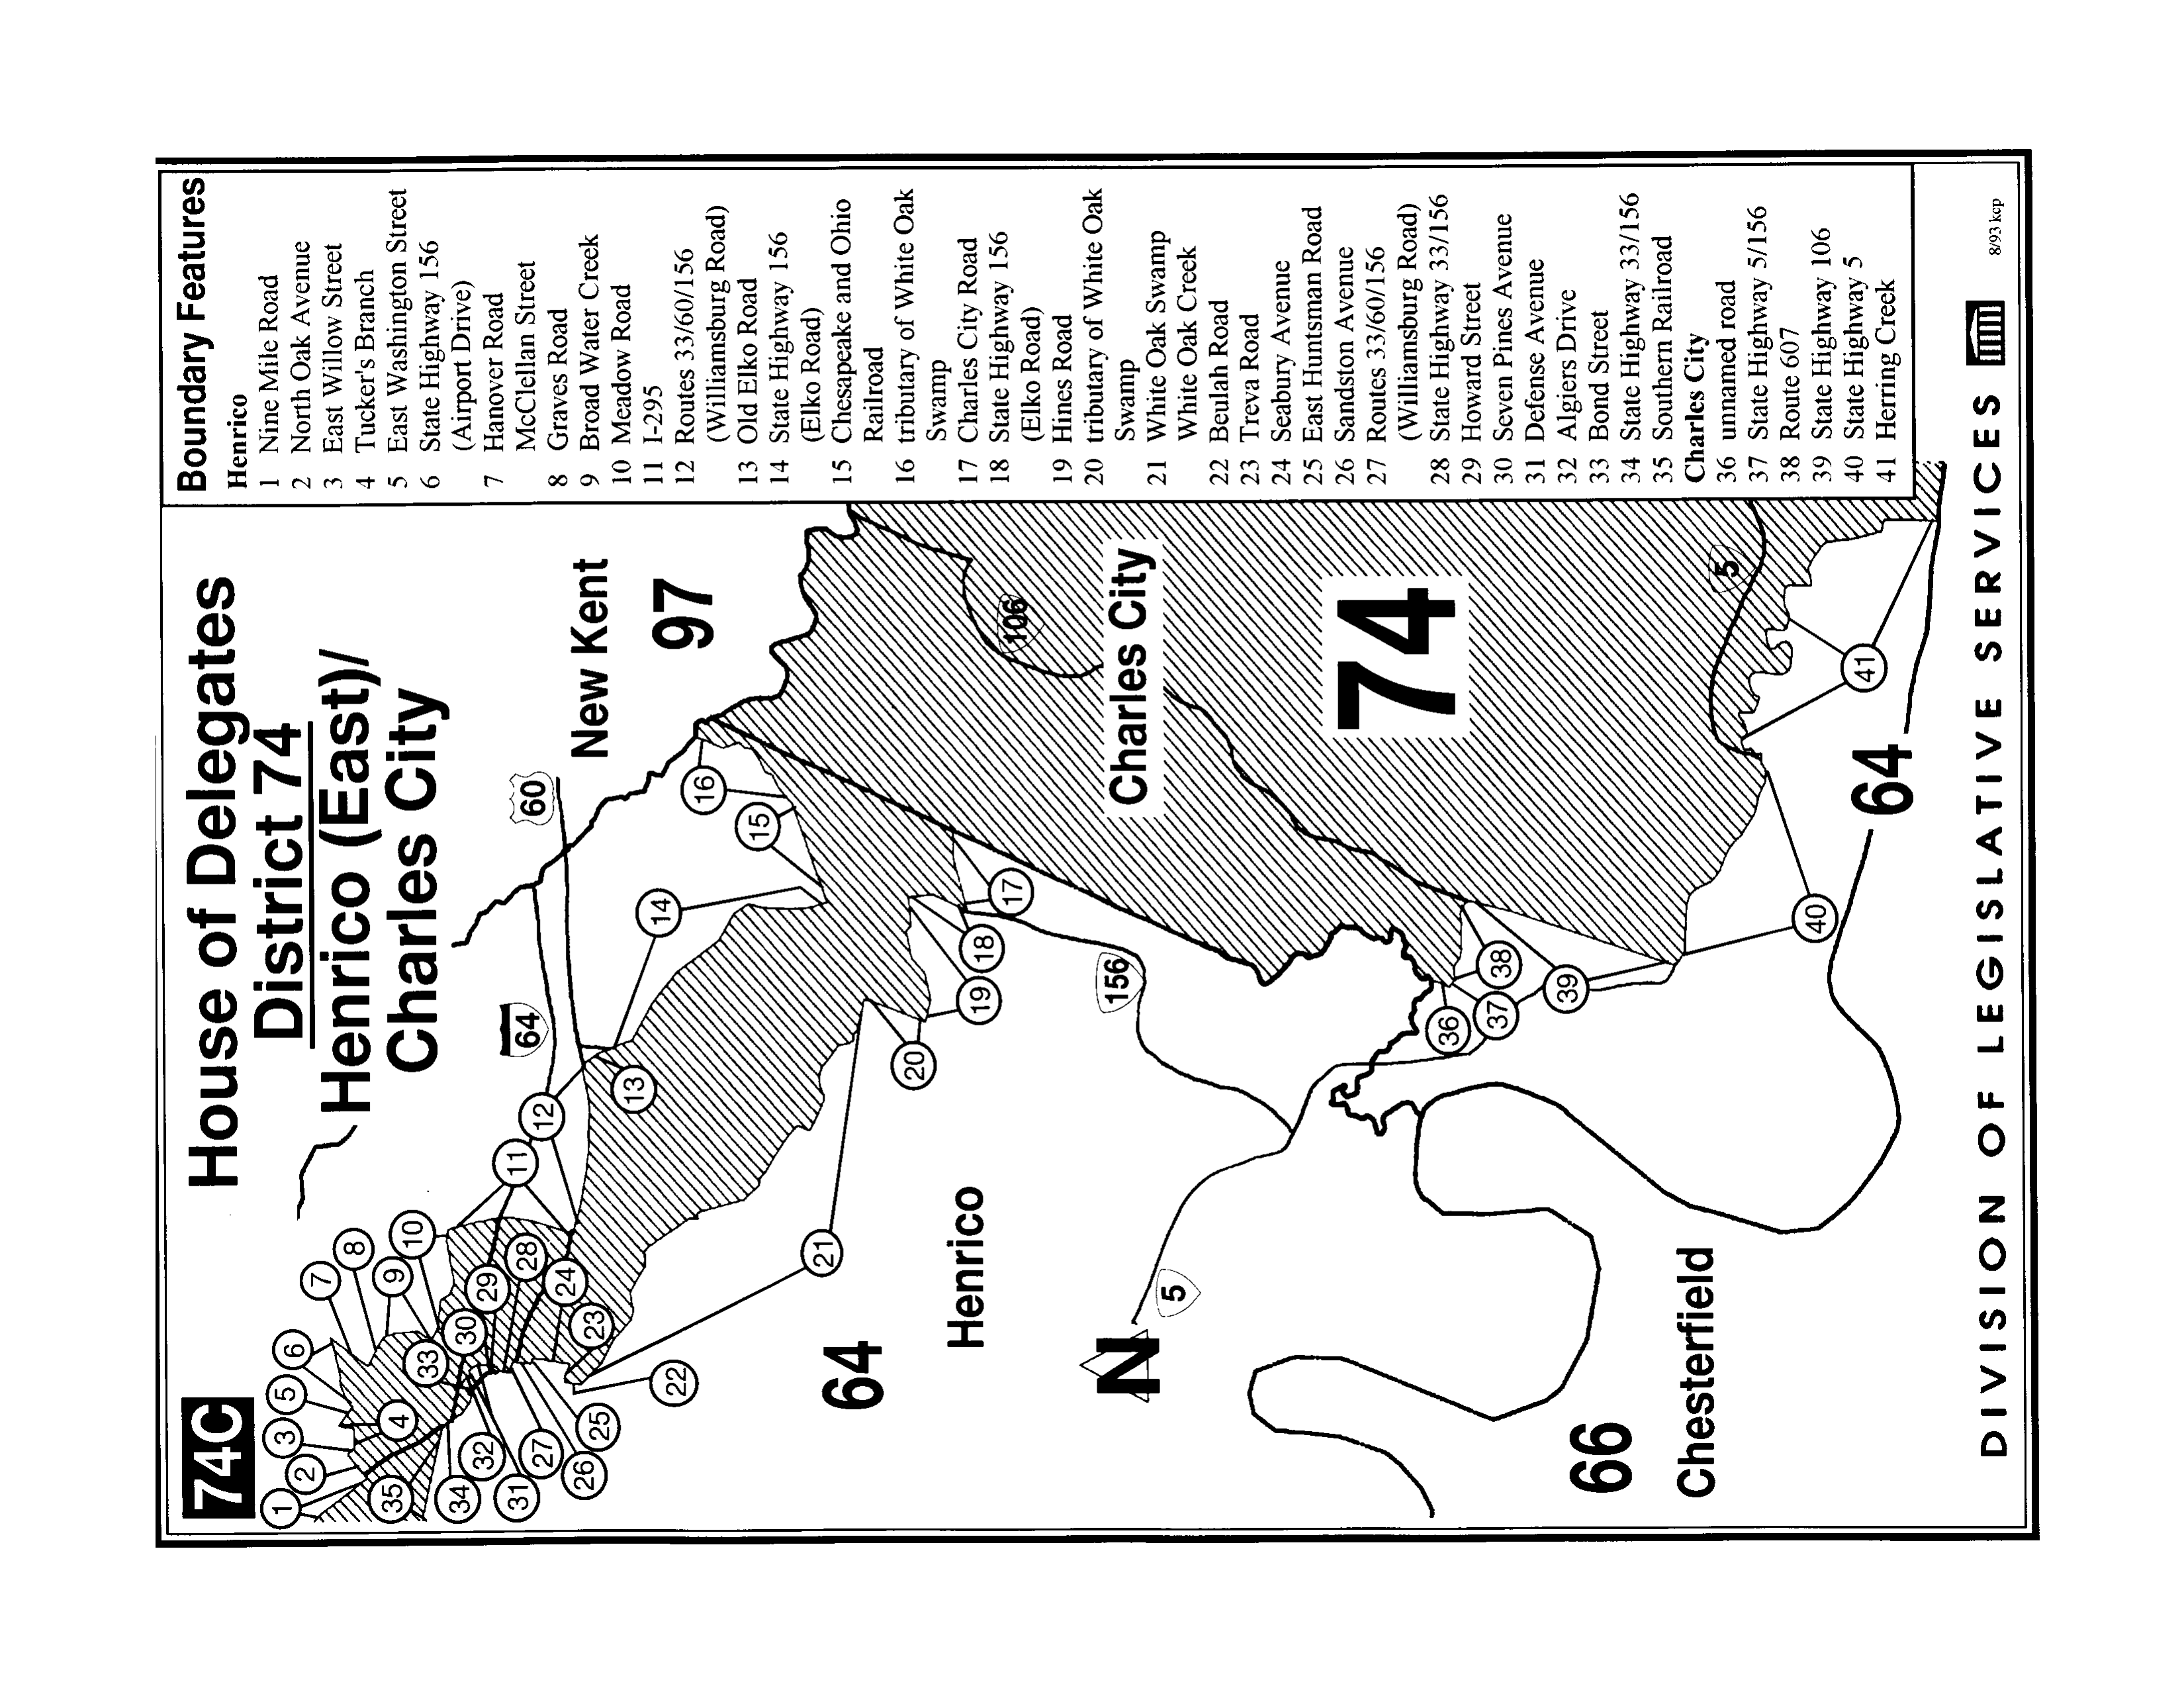 74C
House of Delegates
District 74
Henrico (East)/
Charles City
Boundary Features
Henrico
1 Nine Mile Road
2 North Oak Avenue
3 East Willow Street
4 Tucker's Branch
5 East Washington Street
6 State Highway 156
(Airport Drive)
7 Hanover Road
McClellan Street
8 Graves Road
9 Broad Water Creek
10 Meadow Road
11 I-295
12 Routes 33/60/156
(Williamsburg Road)
13 Old Elko Road
14 State Highway 156
(Elko Road)
15 Chesapeake and Ohio
Railroad
16 tributary of White Oak
Swamp
17 Charles City Road
18 State Highway 156
(Elko Road)
19 Hines Road
20 tributary of White Oak
Swamp
21 White Oak Swamp
White Oak Creek
22 Beulah Road
23 Treva Road
24 Seabury Avenue
25 East Huntsman Road
26 Sandston Avenue
27 Routes 33/60/156
(Williamsburg Road)
28 State Highway 33/156
29 Howard Street
30 Seven Pines Avenue
31 Defense Avenue
32 Algiers Drive
33 Bond Street
34 State Highway 33/156
35 Southern Railroad
Charles City
36 unnamed road
37 State Highway 5/156
38 Route 607
39 State Highway 106
40 State Highway 5
41 Herring Creek
1
2
3
5
6
7
8
9
10
4
35
33
34
32
30
31
29
28
11
12
27
26
25
24
23
22
64
60
13
14
New Kent
97
15
16
21
64
20
19
18
17
Henrico
106
156
Charles City
N
5
74
36
37
38
39
5
66
Chesterfield
40
41
64
8/93 kcp
DIVISION OF LEGISLATIVE SERVICES